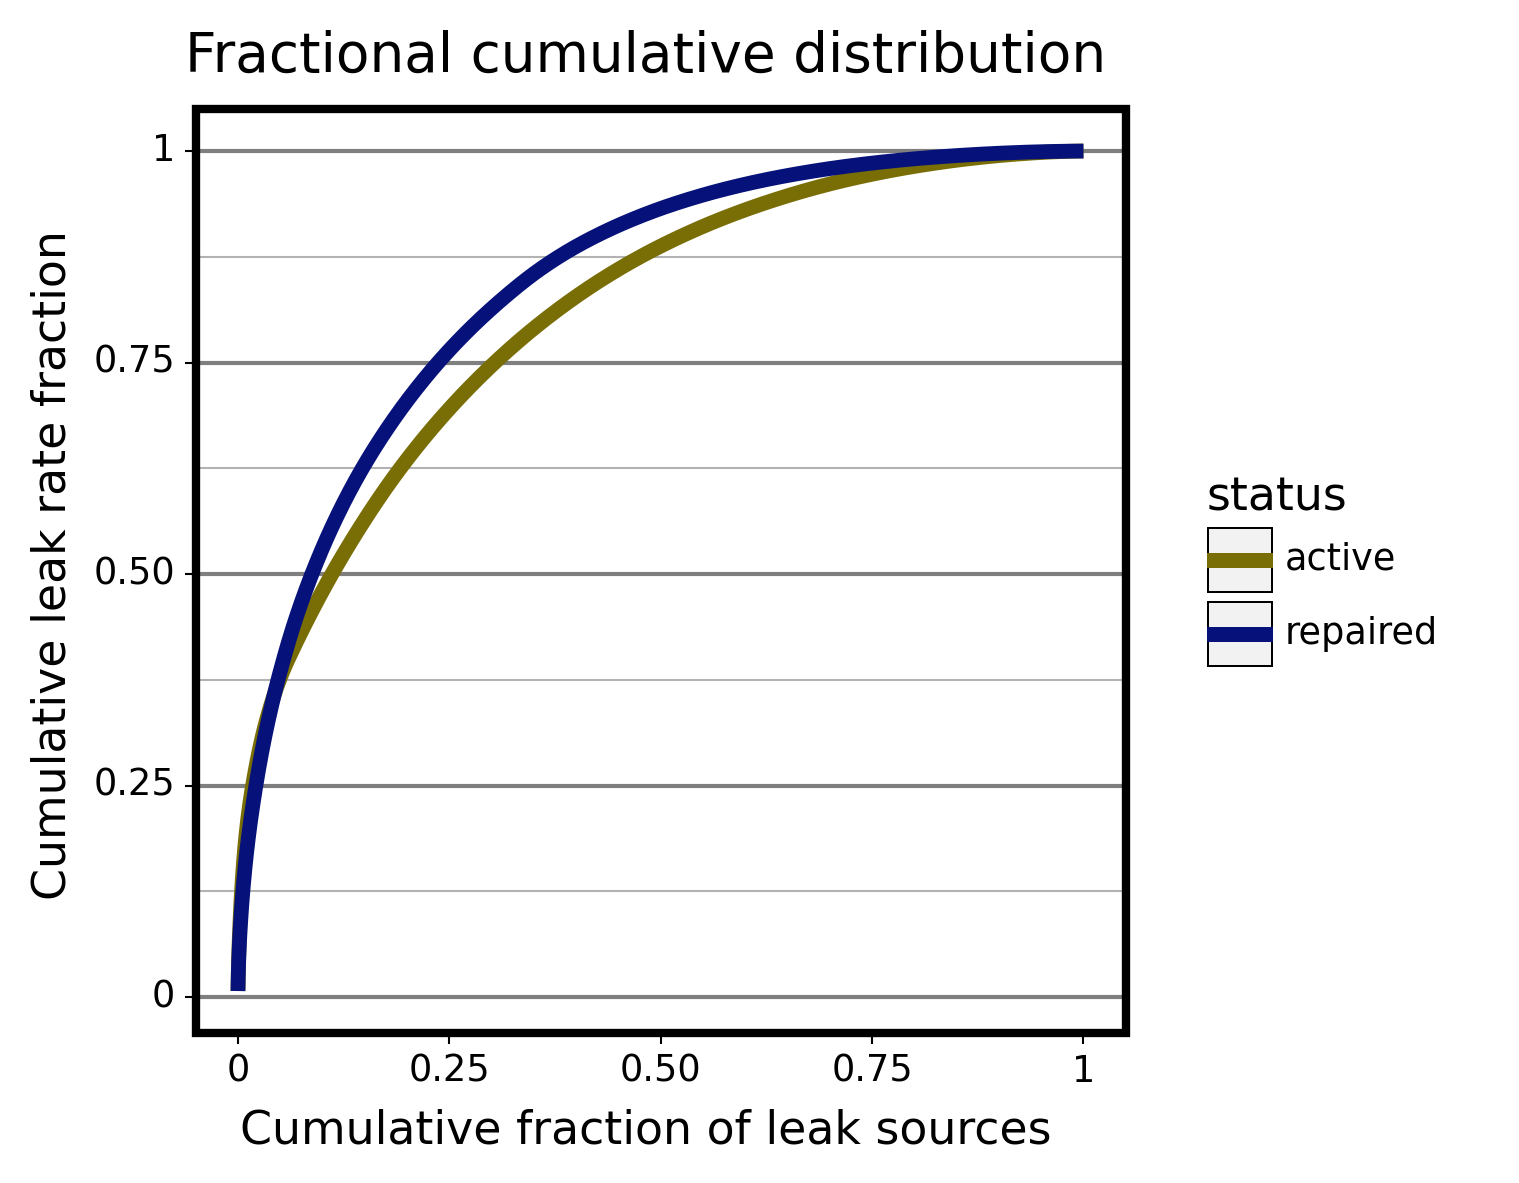 Fractional cumulative distribution
Cumulative leak rate fraction
1
0.75
0.50
0.25
0
0
0.25
0.50
0.75
1
Cumulative fraction of leak sources
status
active
repaired